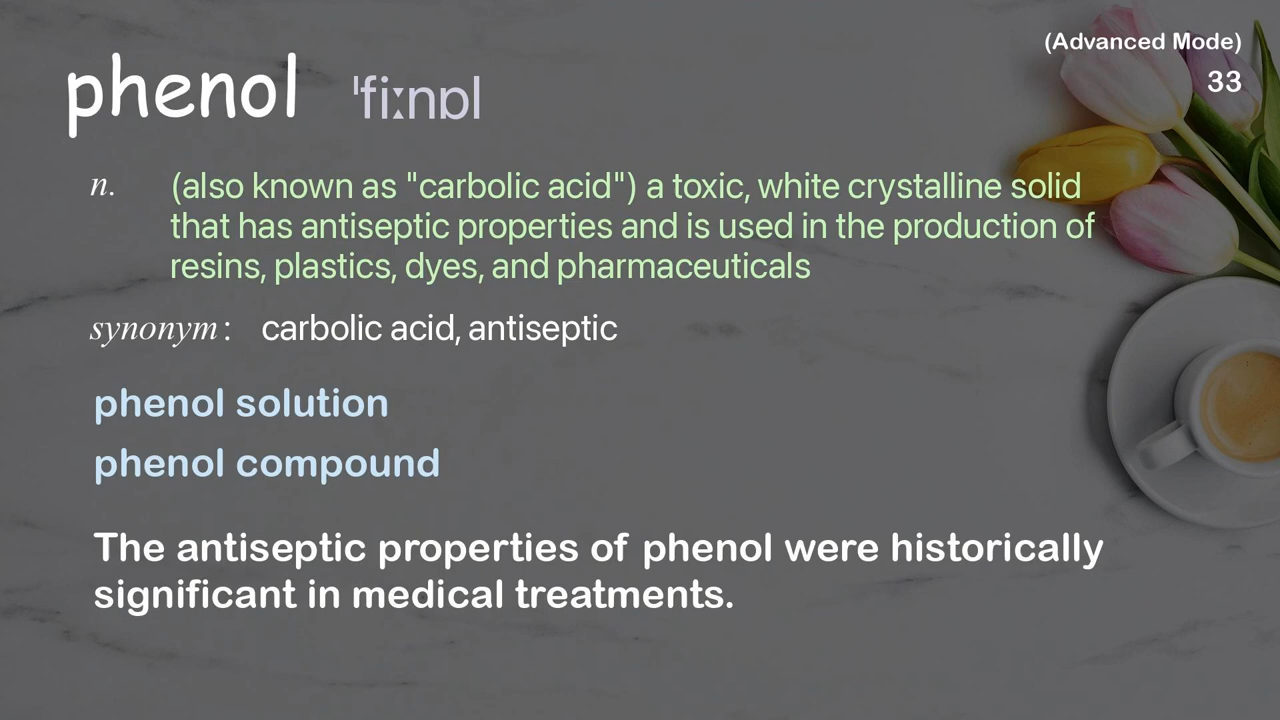 (Advanced Mode)
33
phenol ˈfiːnɒl
n. (also known as "carbolic acid") a toxic, white crystalline solid
that has antiseptic properties and is used in the production of
resins, plastics, dyes, and pharmaceuticals
synonym: carbolic acid, antiseptic
phenol solution
phenol compound
The antiseptic properties of phenol were historically
significant in medical treatments.